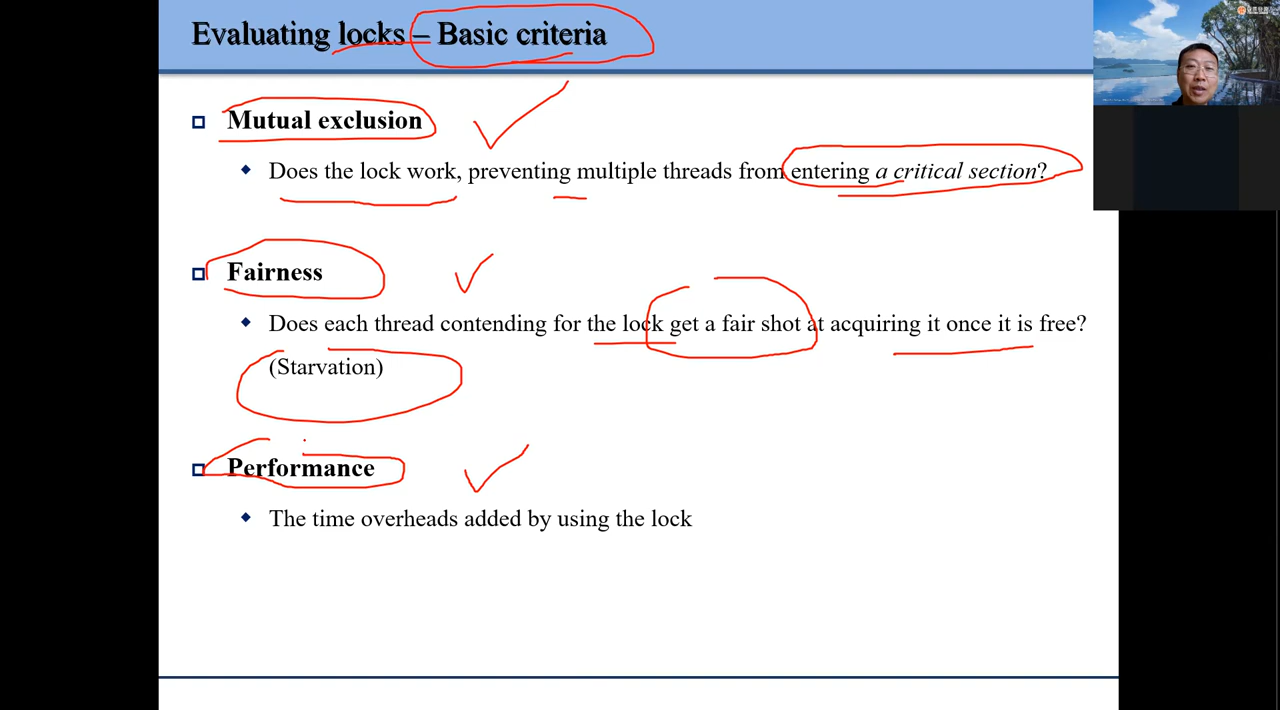 Evaluating locks – Basic criteria
Mutual exclusion
Does the lock work, preventing multiple threads from entering a critical section?
Fairness
Does each thread contending for the lock get a fair shot at acquiring it once it is free?
(Starvation)
Performance
The time overheads added by using the lock